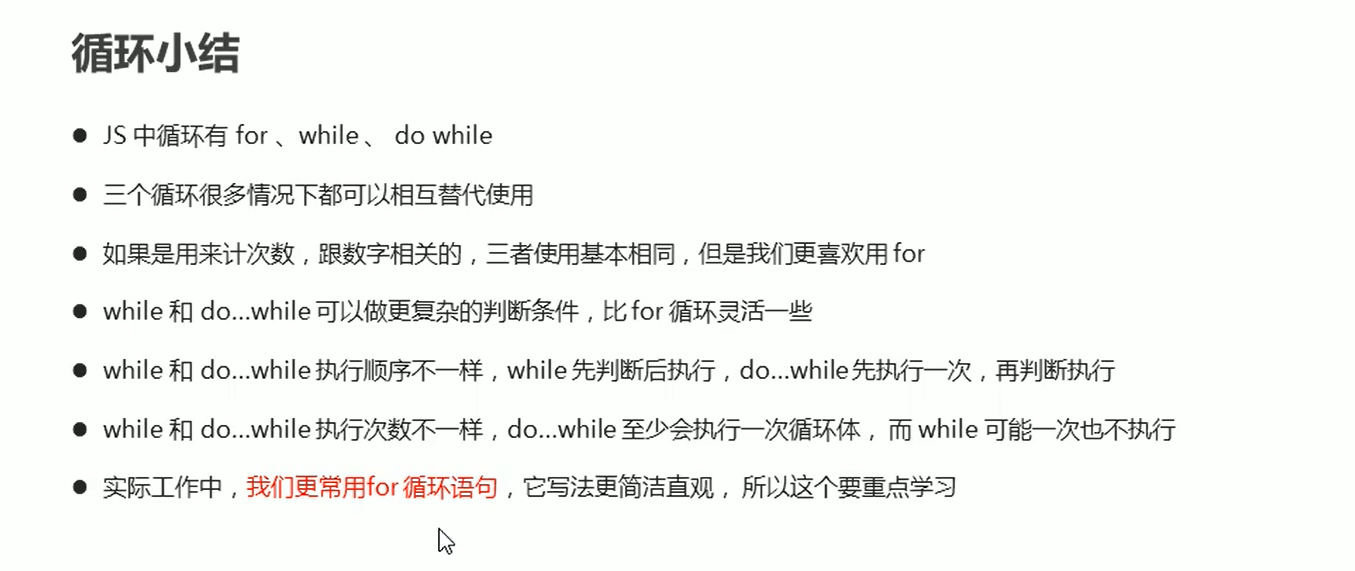 循环小结
● JS 中循环有 for 、while 、 do while
● 三个循环很多情况下都可以相互替代使用
● 如果是用来计次数，跟数字相关的，三者使用基本相同，但是我们更喜欢用 for
● while 和 do…while 可以做更复杂的判断条件，比 for 循环灵活一些
● while 和 do…while 执行顺序不一样，while 先判断后执行，do…while 先执行一次，再判断执行
● while 和 do…while 执行次数不一样，do…while 至少会执行一次循环体， 而 while 可能一次也不执行
● 实际工作中，我们更常用for 循环语句，它写法更简洁直观， 所以这个要重点学习